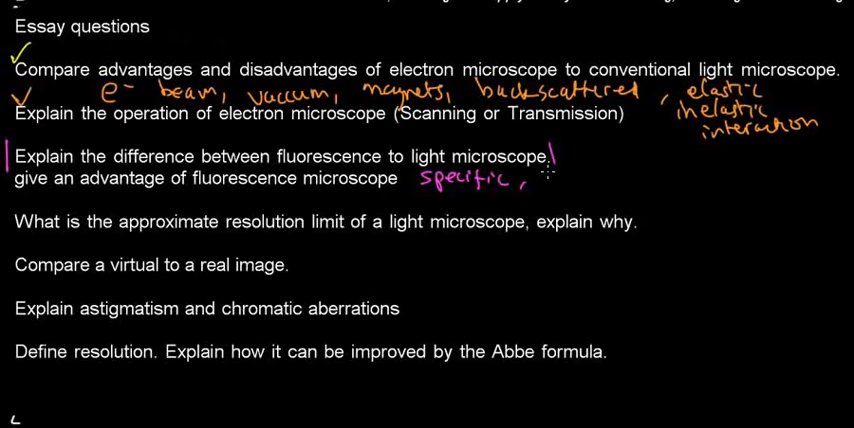 Essay questions
Compare advantages and disadvantages of electron microscope to conventional light microscope.
e- beam, vaccum, magnets, backscattered, elastic
Explain the operation of electron microscope (Scanning or Transmission)
inelastic
interaction
Explain the difference between fluorescence to light microscope,
give an advantage of fluorescence microscope specific,
What is the approximate resolution limit of a light microscope, explain why.
Compare a virtual to a real image.
Explain astigmatism and chromatic aberrations
Define resolution. Explain how it can be improved by the Abbe formula.